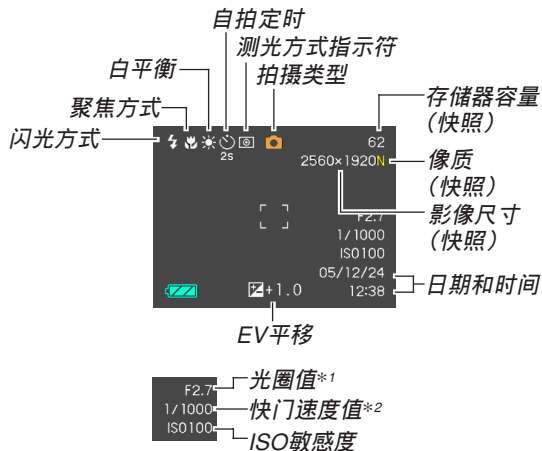 自拍定时
测光方式指示符
白平衡
拍摄类型
聚焦方式
闪光方式
存储器容量
（快照）
62
2s
2560×1920N
像质
（快照）
影像尺寸
（快照）
F2.7
1/1000
ISO100
05/12/24
12:38
日期和时间
+1.0
EV平移
F2.7
光圈值*1
1/1000
快门速度值*2
ISO100
ISO敏感度